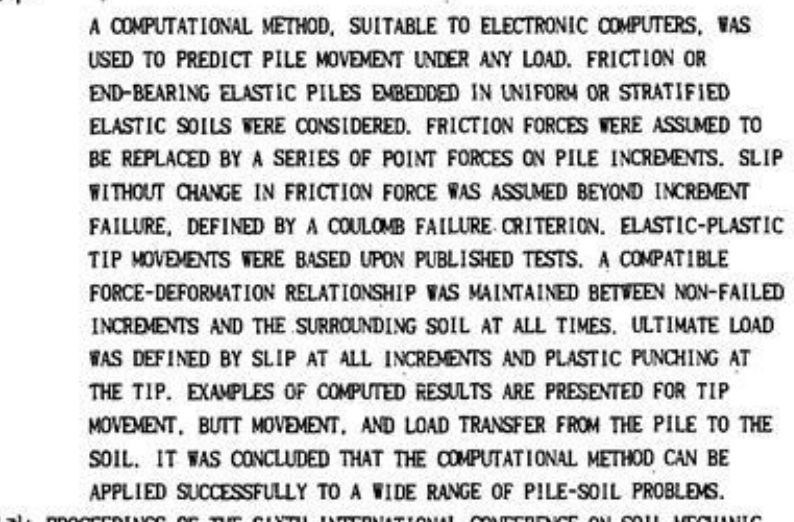 A COMPUTATIONAL METHOD, SUITABLE TO ELECTRONIC COMPUTERS, WAS
USED TO PREDICT PILE MOVEMENT UNDER ANY LOAD. FRICTION OR
END-BEARING ELASTIC PILES EMBEDDED IN UNIFORM OR STRATIFIED
ELASTIC SOILS WERE CONSIDERED. FRICTION FORCES WERE ASSUMED TO
BE REPLACED BY A SERIES OF POINT FORCES ON PILE INCREMENTS. SLIP
WITHOUT CHANGE IN FRICTION FORCE WAS ASSUMED BEYOND INCREMENT
FAILURE, DEFINED BY A COULOMB FAILURE CRITERION. ELASTIC-PLASTIC
TIP MOVEMENTS WERE BASED UPON PUBLISHED TESTS. A COMPATIBLE
FORCE-DEFORMATION RELATIONSHIP WAS MAINTAINED BETWEEN NON-FAILED
INCREMENTS AND THE SURROUNDING SOIL AT ALL TIMES. ULTIMATE LOAD
WAS DEFINED BY SLIP AT ALL INCREMENTS AND PLASTIC PUNCHING AT
THE TIP. EXAMPLES OF COMPUTED RESULTS ARE PRESENTED FOR TIP
MOVEMENT, BUTT MOVEMENT, AND LOAD TRANSFER FROM THE PILE TO THE
SOIL. IT WAS CONCLUDED THAT THE COMPUTATIONAL METHOD CAN BE
APPLIED SUCCESSFULLY TO A WIDE RANGE OF PILE-SOIL PROBLEMS.
PROCEEDINGS OF THE SIXTH INTERNATIONAL CONFERENCE ON SOIL MECHANIC